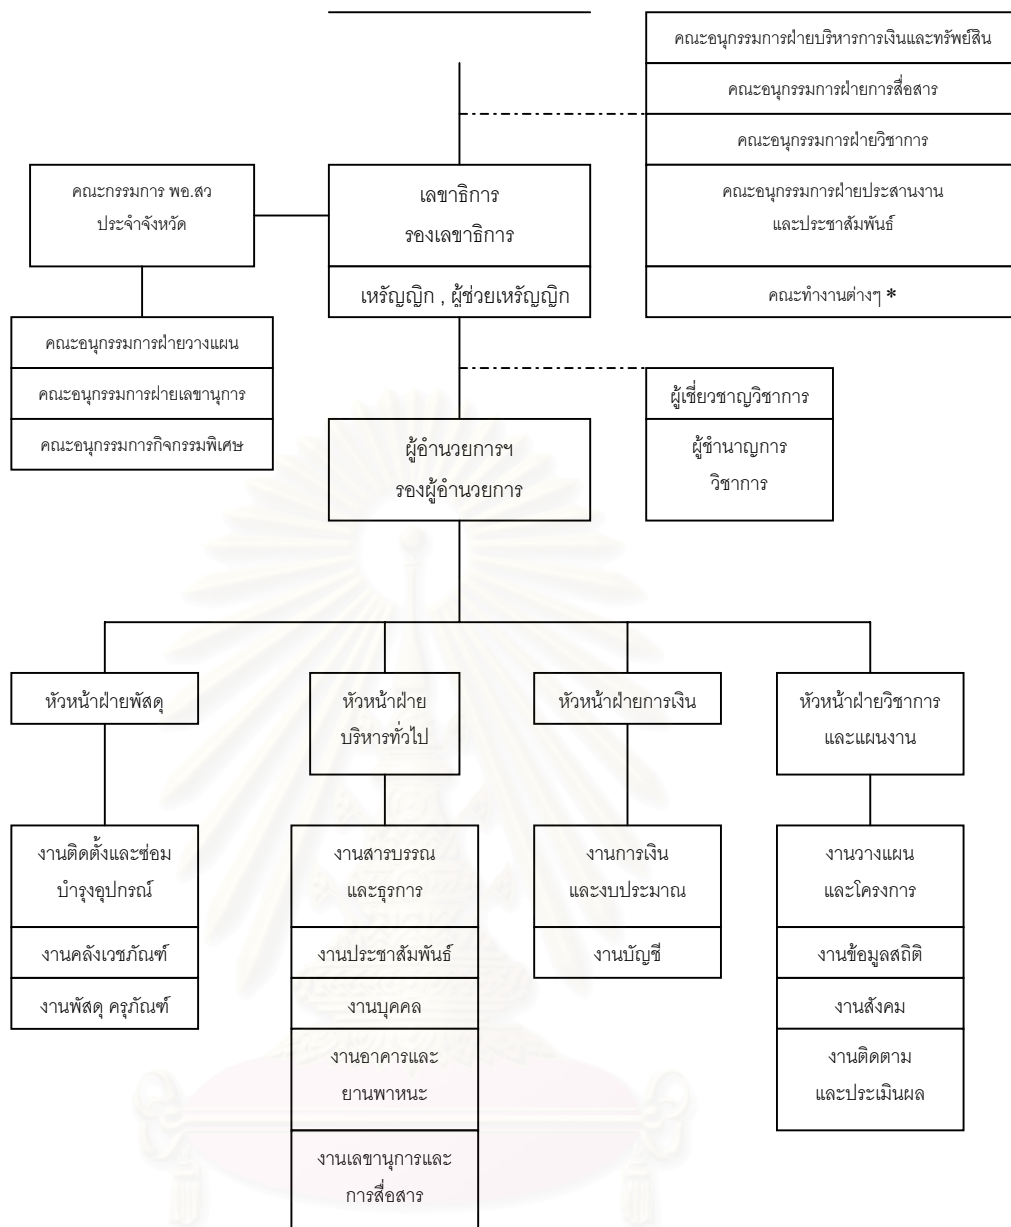 คณะอนุกรรมการฝ่ายบริหารการเงินและทรัพย์สิน
คณะอนุกรรมการฝ่ายการสื่อสาร
คณะอนุกรรมการฝ่ายวิชาการ
คณะอนุกรรมการฝ่ายประสานงาน
และประชาสัมพันธ์
คณะทำงานต่างๆ *
คณะกรรมการ พอ.สว
ประจำจังหวัด
เลขาธิการ
รองเลขาธิการ
เหรัญญิก , ผู้ช่วยเหรัญญิก
คณะอนุกรรมการฝ่ายวางแผน
คณะอนุกรรมการฝ่ายเลขานุการ
คณะอนุกรรมการกิจกรรมพิเศษ
ผู้เชี่ยวชาญวิชาการ
ผู้ชำนาญการ
วิชาการ
ผู้อำนวยการฯ
รองผู้อำนวยการ
หัวหน้าฝ่ายพัสดุ
หัวหน้าฝ่าย
บริหารทั่วไป
หัวหน้าฝ่ายการเงิน
หัวหน้าฝ่ายวิชาการ
และแผนงาน
งานติดตั้งและซ่อม
บำรุงอุปกรณ์
งานคลังเวชภัณฑ์
งานพัสดุ ครุภัณฑ์
งานสารบรรณ
และธุรการ
งานประชาสัมพันธ์
งานบุคคล
งานอาคารและ
ยานพาหนะ
งานเลขานุการและ
การสื่อสาร
งานการเงิน
และงบประมาณ
งานบัญชี
งานวางแผน
และโครงการ
งานข้อมูลสถิติ
งานสังคม
งานติดตาม
และประเมินผล